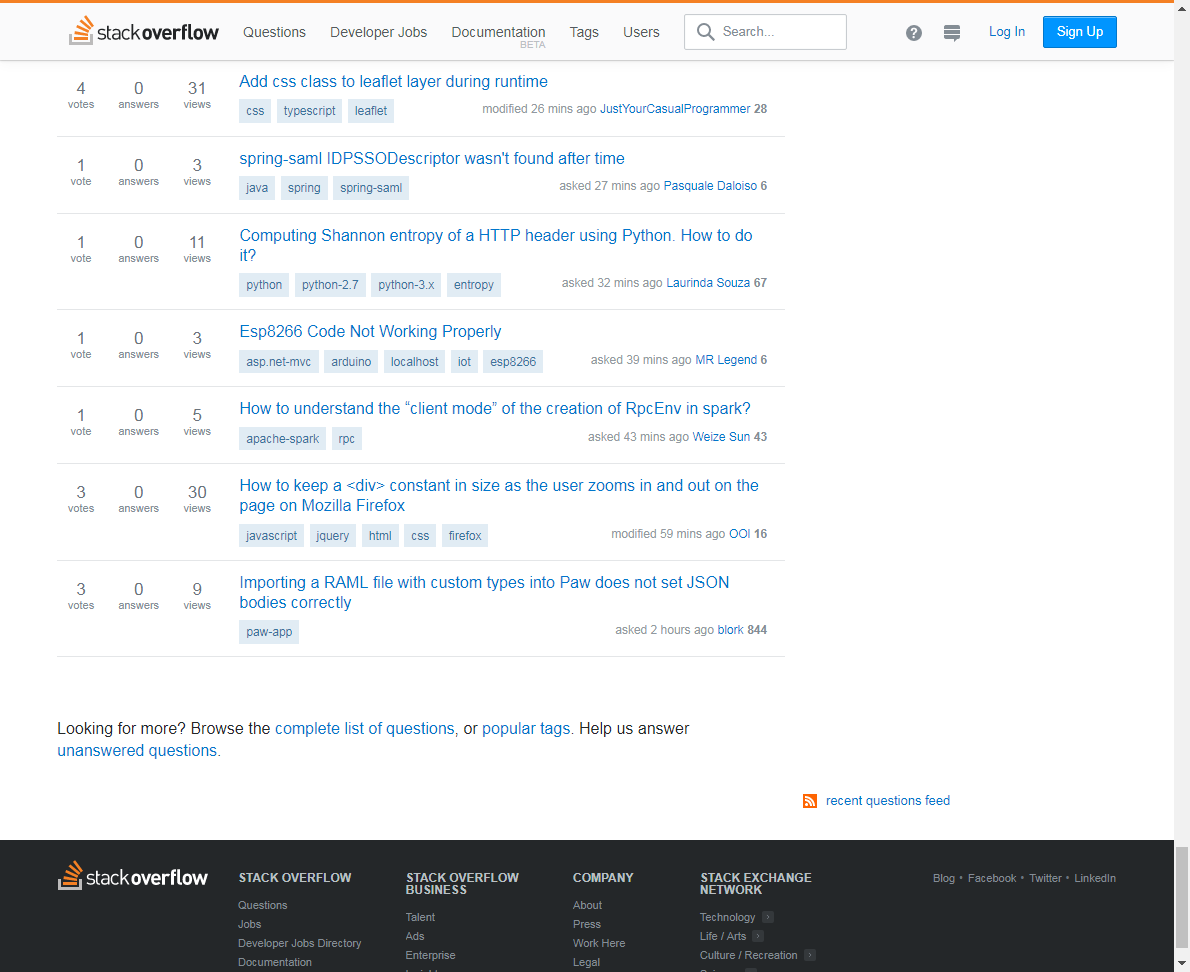 stackoverflow Questions Developer Jobs Documentation BETA Tags Users Search... Log In Sign Up
4 votes 0 answers 31 views
Add css class to leaflet layer during runtime
css typescript leaflet
modified 26 mins ago JustYourCasualProgrammer 28
1 vote 0 answers 3 views
spring-saml IDPSSODescriptor wasn't found after time
java spring spring-saml
asked 27 mins ago Pasquale Daloiso 6
1 vote 0 answers 11 views
Computing Shannon entropy of a HTTP header using Python. How to do
it?
python python-2.7 python-3.x entropy
asked 32 mins ago Laurinda Souza 67
1 vote 0 answers 3 views
Esp8266 Code Not Working Properly
asp.net-mvc arduino localhost iot esp8266
asked 39 mins ago MR Legend 6
1 vote 0 answers 5 views
How to understand the “client mode” of the creation of RpcEnv in spark?
apache-spark rpc
asked 43 mins ago Weize Sun 43
3 votes 0 answers 30 views
How to keep a <div> constant in size as the user zooms in and out on the
page on Mozilla Firefox
javascript jquery html css firefox
modified 59 mins ago OOI 16
3 votes 0 answers 9 views
Importing a RAML file with custom types into Paw does not set JSON
bodies correctly
paw-app
asked 2 hours ago blork 844
Looking for more? Browse the complete list of questions, or popular tags. Help us answer
unanswered questions.
recent questions feed
stackoverflow
STACK OVERFLOW
Questions
Jobs
Developer Jobs Directory
Documentation
STACK OVERFLOW
BUSINESS
Talent
Ads
Enterprise
COMPANY
About
Press
Work Here
Legal
STACK EXCHANGE
NETWORK
Technology
Life / Arts
Culture / Recreation
Blog • Facebook • Twitter • LinkedIn